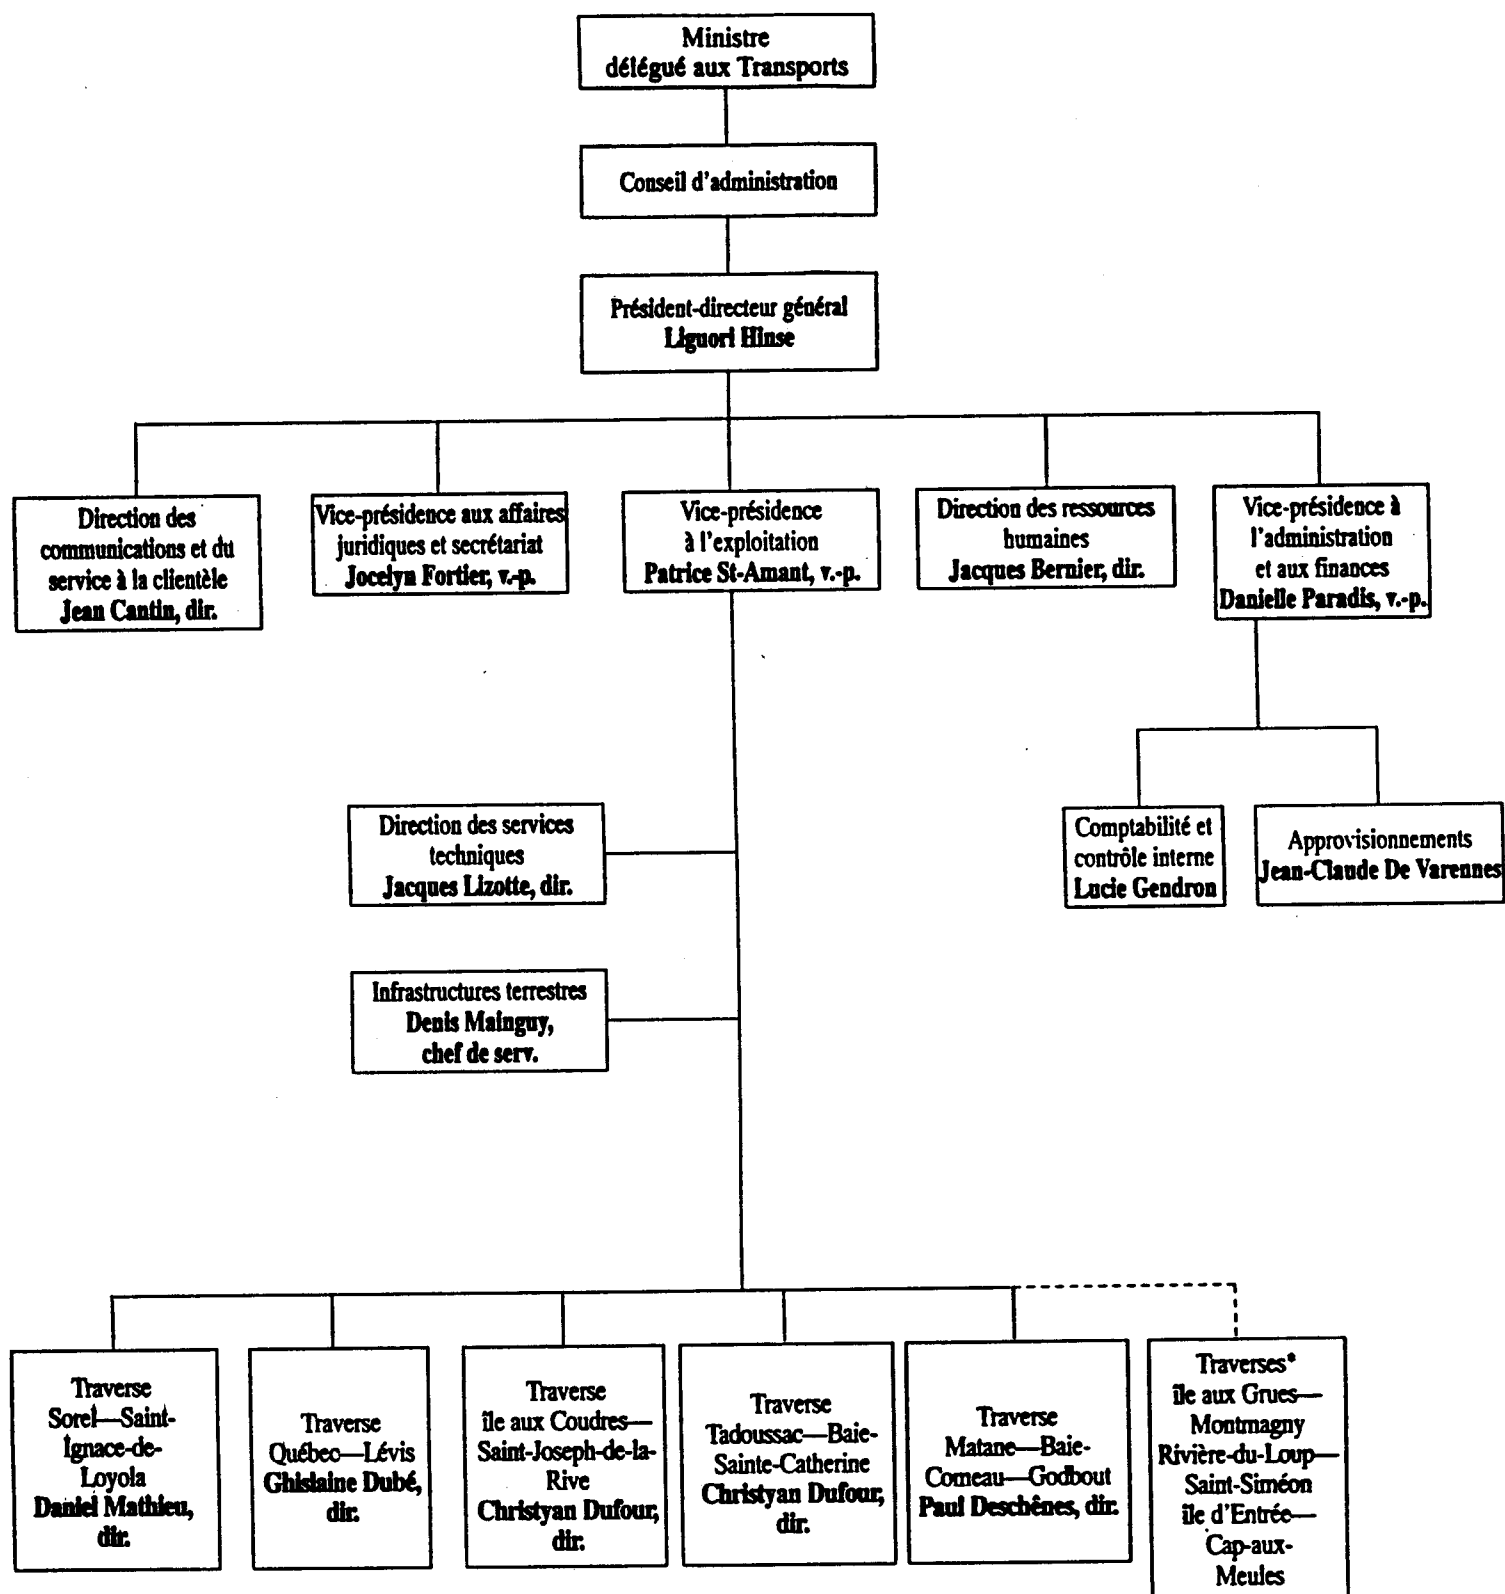 Ministre
délégué aux Transports
Conseil d'administration
Président-directeur général
Liguori Hinse
Direction des
communications et du
service à la clientèle
Jean Cantin, dir.
Vice-présidence aux affaires
juridiques et secrétariat
Jocelyn Fortier, v.-p.
Vice-présidence
à l'exploitation
Patrice St-Amant, v.-p.
Direction des ressources
humaines
Jacques Bernier, dir.
Vice-présidence à
l'administration
et aux finances
Danielle Paradis, v.-p.
Direction des services
techniques
Jacques Lizotte, dir.
Comptabilité et
contrôle interne
Lucie Gendron
Approvisionnements
Jean-Claude De Varennes
Infrastructures terrestres
Denis Mainguy,
chef de serv.
Traverse
Sorel—Saint-
Ignace-de-
Loyola
Daniel Mathieu,
dir.
Traverse
Québec—Lévis
Ghislaine Dubé,
dir.
Traverse
île aux Coudres—
Saint-Joseph-de-la-
Rive
Christyan Dufour,
dir.
Traverse
Tadoussac—Baie-
Sainte-Catherine
Christyan Dufour,
dir.
Traverse
Matane—Baie-
Comeau—Godbout
Paul Deschênes, dir.
Traverses*
île aux Grues—
Montmagny
Rivière-du-Loup—
Saint-Siméon
île d'Entrée—
Cap-aux-
Meules